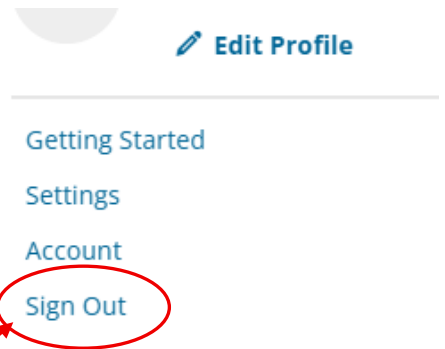 Edit Profile
Getting Started
Settings
Account
Sign Out